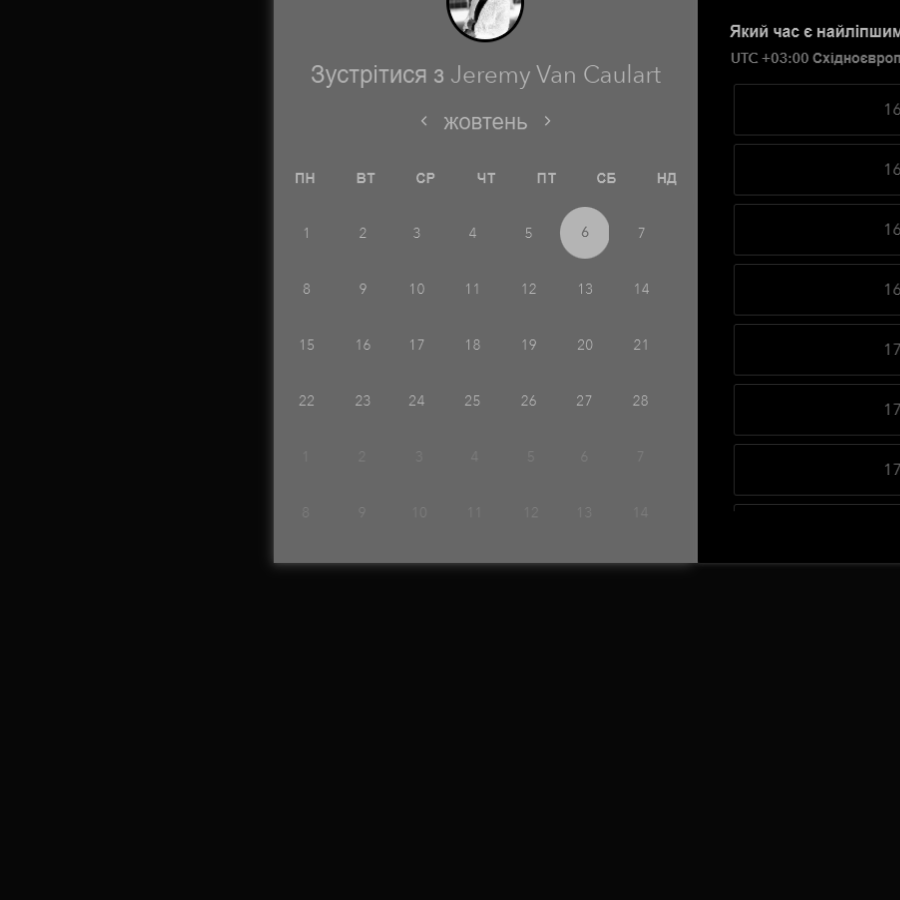 Зустрітися з Jeremy Van Caulart
жовтень
ПН ВТ СР ЧТ ПТ СБ НД
1 2 3 4 5 6 7
8 9 10 11 12 13 14
15 16 17 18 19 20 21
22 23 24 25 26 27 28
1 2 3 4 5 6 7
8 9 10 11 12 13 14
Який час є найліпшим
UTC +03:00
16
16
16
16
17
17
17